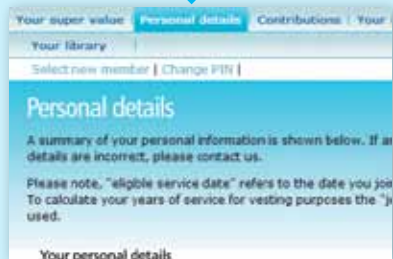 Your super value Personal details Contributions Your
Your library
Select new member | Change PIN |
Personal details
A summary of your personal information is shown below. If a
details are incorrect, please contact us.
Please note, "eligible service date" refers to the date you joi
To calculate your years of service for vesting purposes the "j
used.
Your personal details